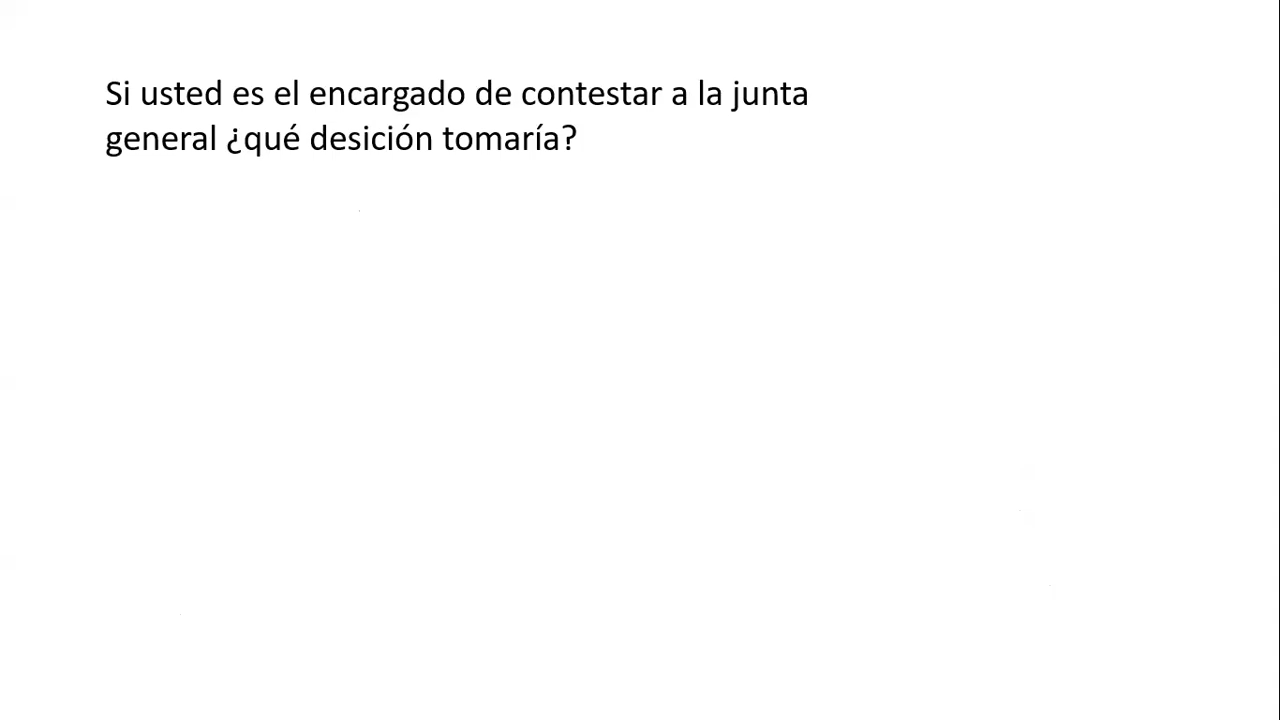 Si usted es el encargado de contestar a la junta
general ¿qué desición tomaría?